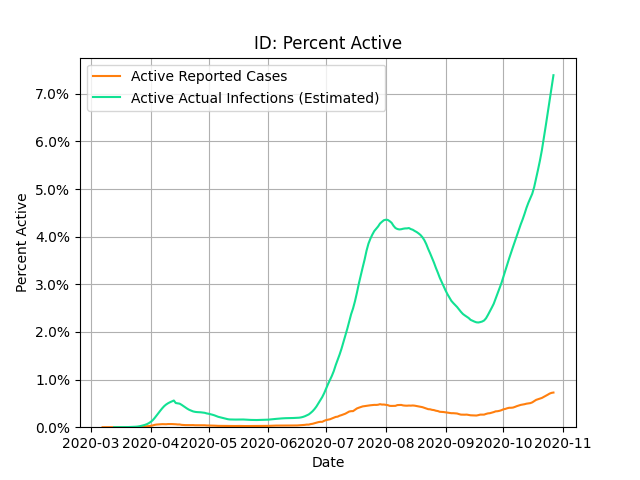 ID: Percent Active
Active Reported Cases
Active Actual Infections (Estimated)
7.0%
6.0%
5.0%
4.0%
3.0%
2.0%
1.0%
0.0%
Percent Active
2020-03 2020-04 2020-05 2020-06 2020-07 2020-08 2020-09 2020-10 2020-11
Date